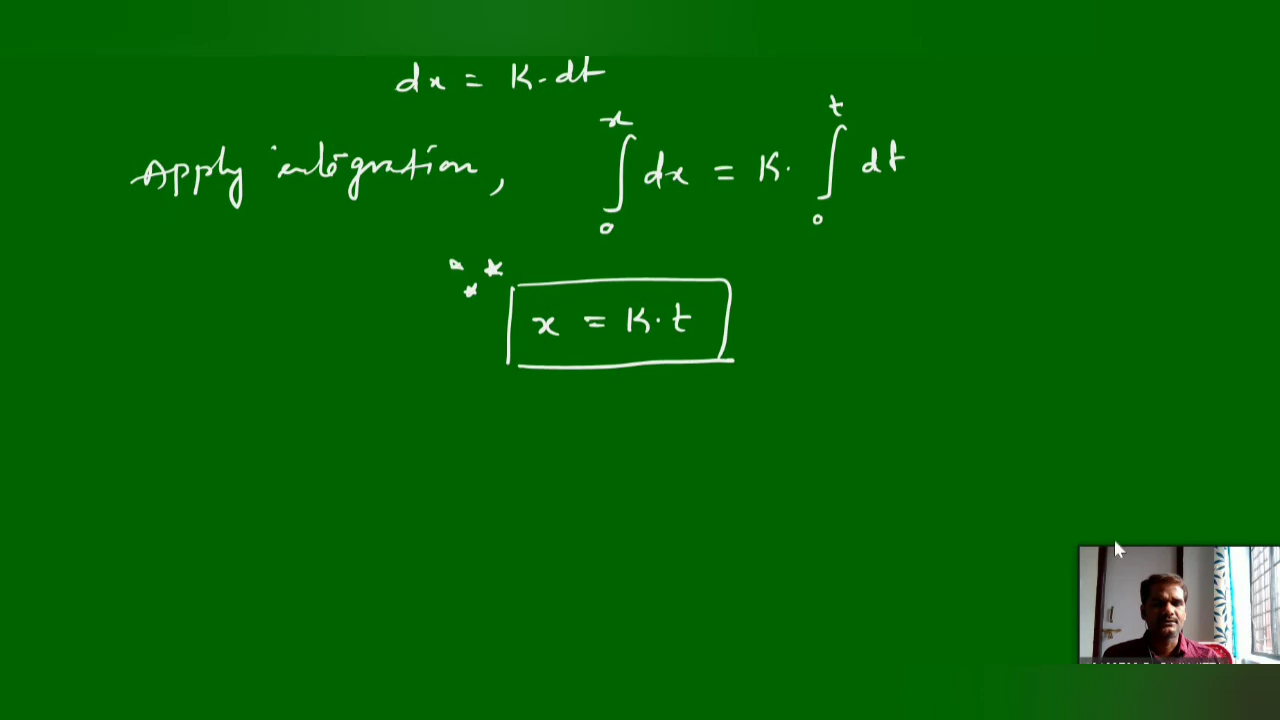 dx = K. dt
Apply integration, ∫₀ˣ dx = K. ∫₀ᵗ dt
x = K. t